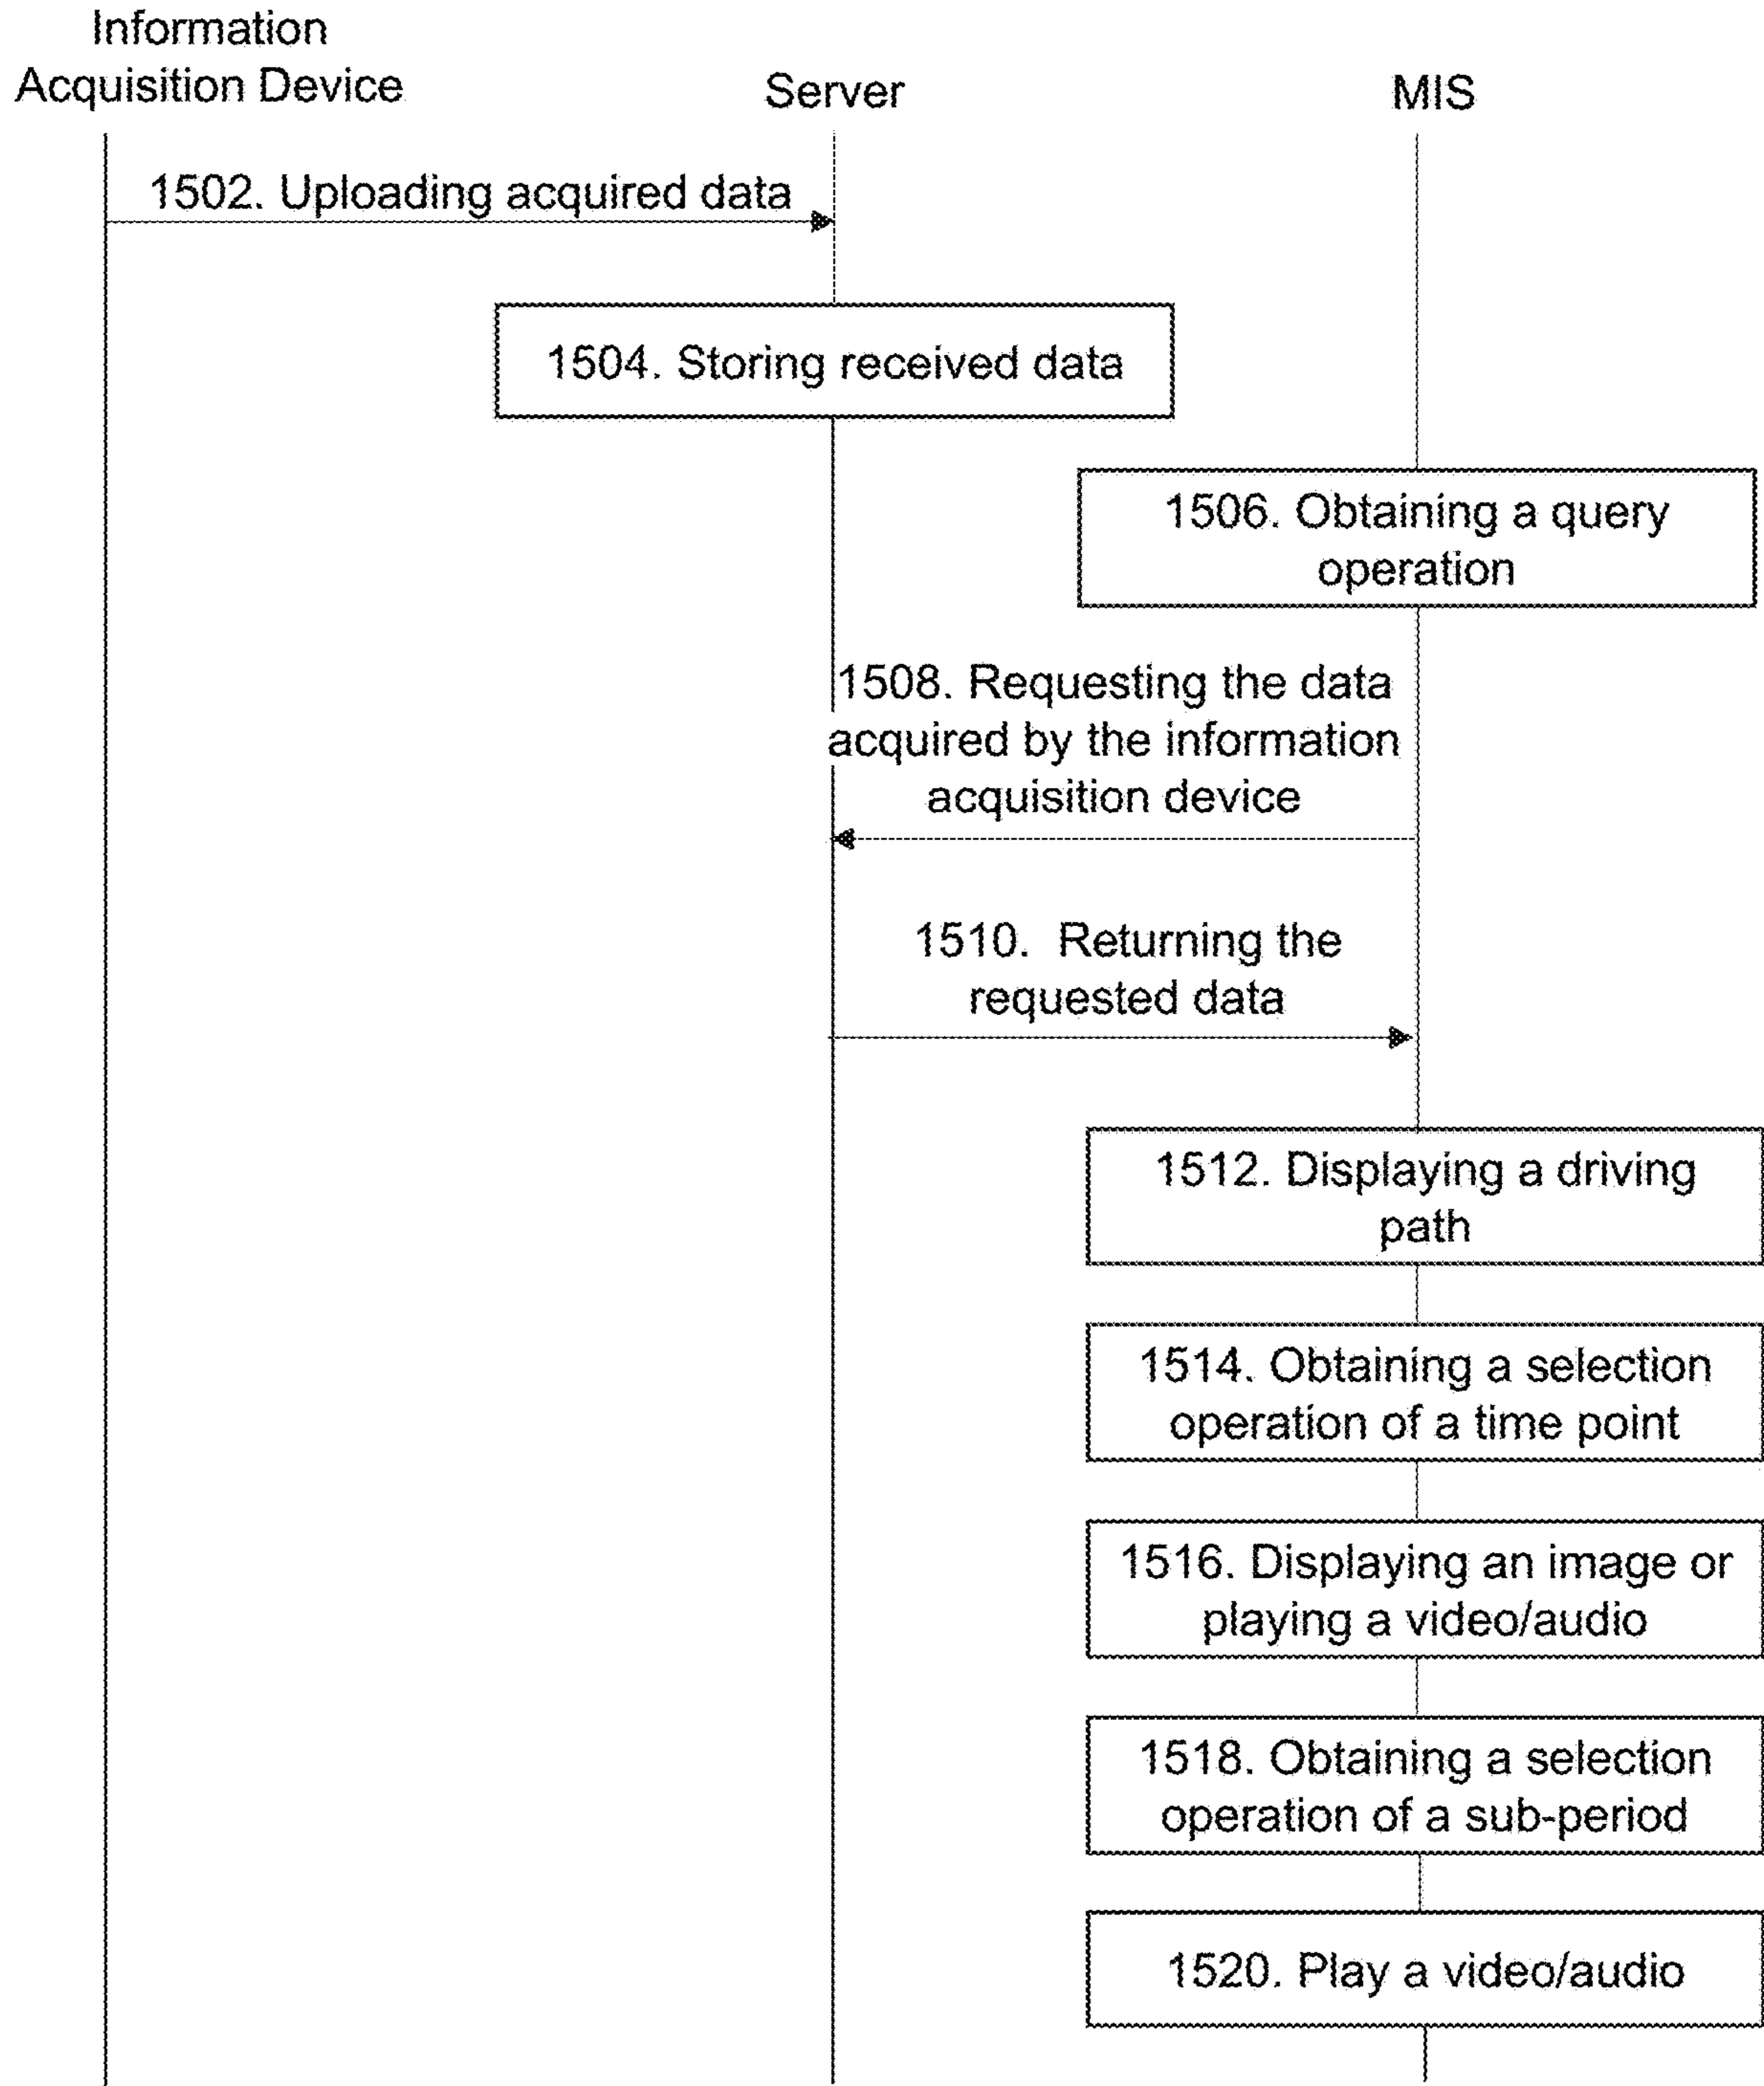 Information
Acquisition Device
Server
MIS
1502. Uploading acquired data
1504. Storing received data
1506. Obtaining a query
operation
1508. Requesting the data
acquired by the information
acquisition device
1510. Returning the
requested data
1512. Displaying a driving
path
1514. Obtaining a selection
operation of a time point
1516. Displaying an image or
playing a video/audio
1518. Obtaining a selection
operation of a sub-period
1520. Play a video/audio